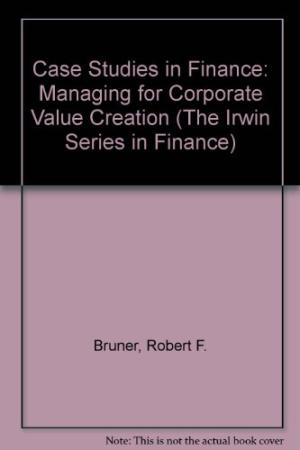 Case Studies in Finance:
Managing for Corporate
Value Creation (The Irwin
Series in Finance)
Bruner, Robert F.
Note: This is not the actual book cover